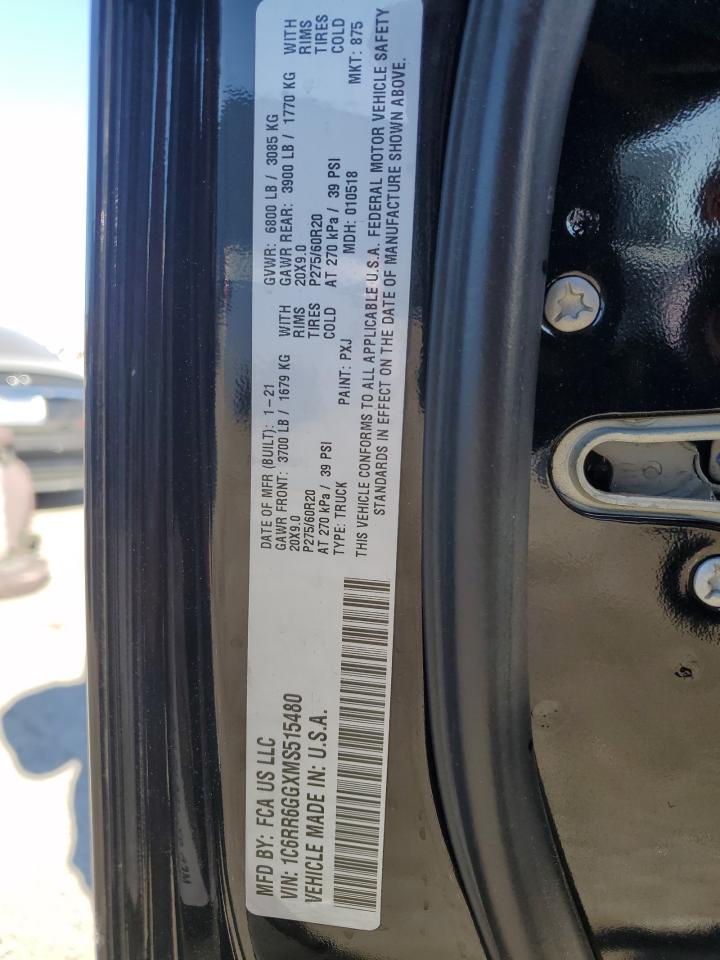 MFD BY: FCA US LLC
VIN: 1C6RR6GGXMS515480
VEHICLE MADE IN: U.S.A.
DATE OF MFR (BUILT): 1-21 GVWR: 6800 LB / 3085 KG
GAWR FRONT: 3700 LB / 1679 KG WITH GAWR REAR: 3900 LB / 1770 KG WITH
20X9.0 RIMS 20X9.0 RIMS
P275/60R20 TIRES P275/60R20 TIRES
AT 270 kPa / 39 PSI COLD AT 270 kPa / 39 PSI COLD
TYPE: TRUCK PAINT: PXJ MDH: 010518 MKT: 875
THIS VEHICLE CONFORMS TO ALL APPLICABLE U.S.A. FEDERAL MOTOR VEHICLE SAFETY
STANDARDS IN EFFECT ON THE DATE OF MANUFACTURE SHOWN ABOVE.